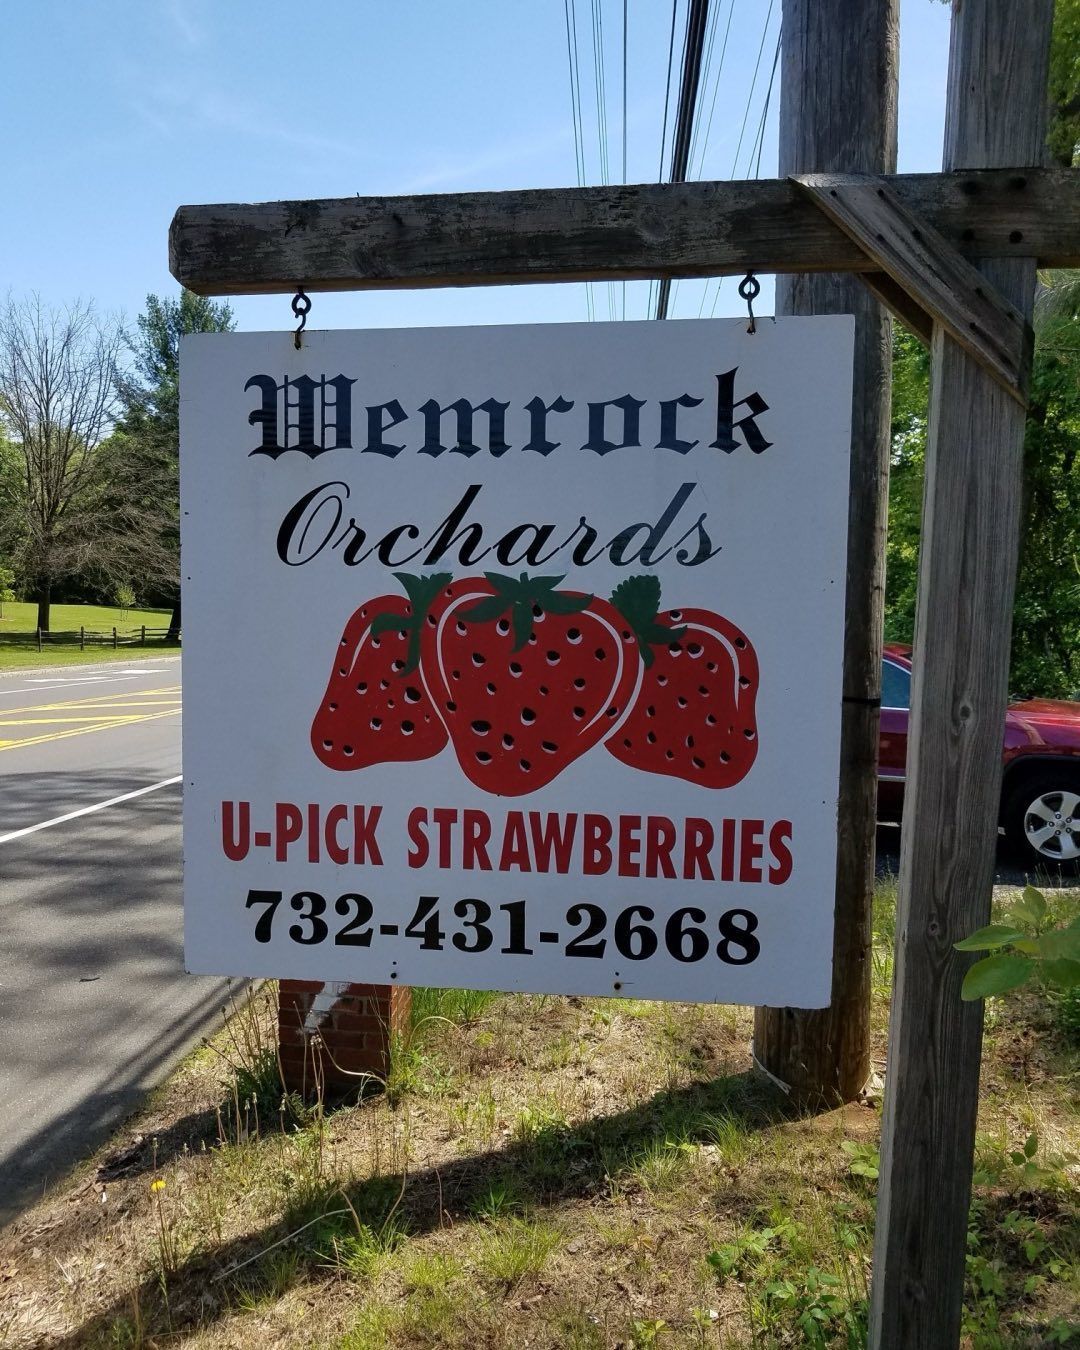 Wemrock
Orchards
U-PICK STRAWBERRIES
732-431-2668